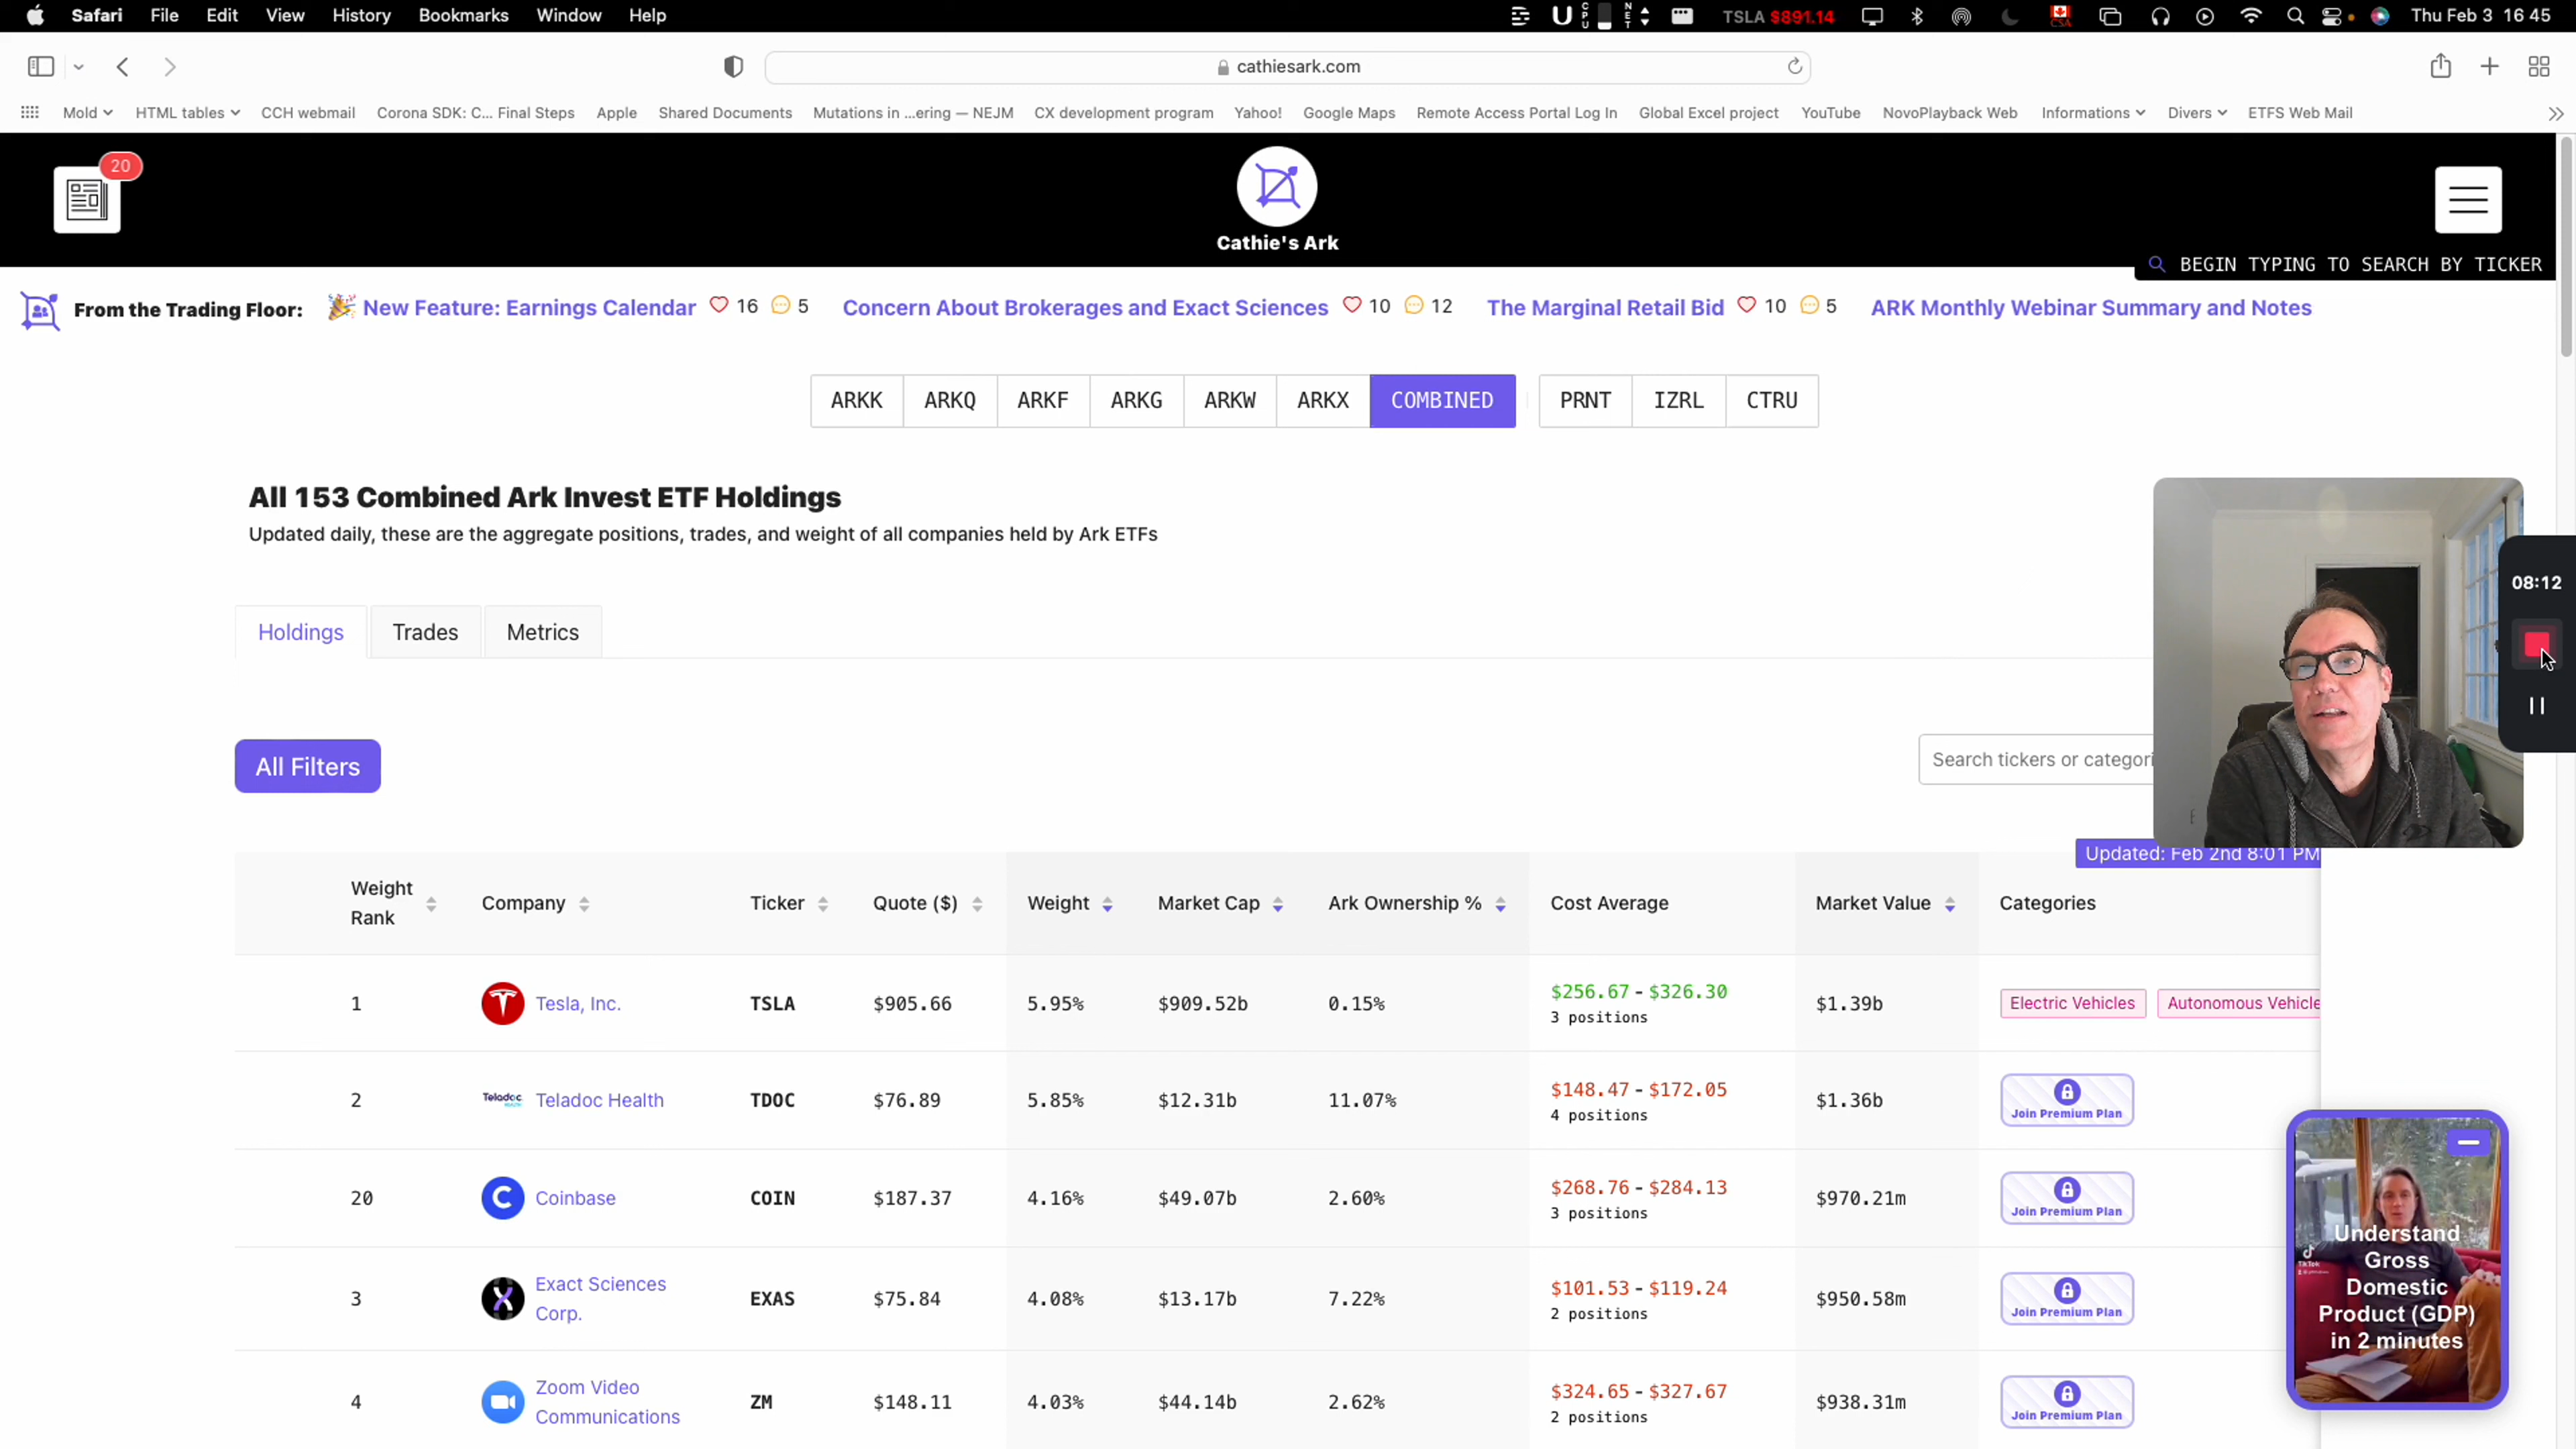 Safari File Edit View History Bookmarks Window Help
TSLA $891.14
Thu Feb 3 16 45
cathiesark.com
Mold HTML tables CCH webmail Corona SDK: C... Final Steps Apple Shared Documents Mutations in ...ering — NEJM CX development program Yahoo! Google Maps Remote Access Portal Log In Global Excel project YouTube NovoPlayback Web Informations Divers ETFS Web Mail
20
Cathie's Ark
BEGIN TYPING TO SEARCH BY TICKER
From the Trading Floor: New Feature: Earnings Calendar 16 5 Concern About Brokerages and Exact Sciences 10 12 The Marginal Retail Bid 10 5 ARK Monthly Webinar Summary and Notes
ARKK ARKQ ARKF ARKG ARKW ARKX COMBINED PRNT IZRL CTRU
All 153 Combined Ark Invest ETF Holdings
Updated daily, these are the aggregate positions, trades, and weight of all companies held by Ark ETFs
08:12
Holdings Trades Metrics
All Filters
Search tickers or categori
Updated: Feb 2nd 8:01 PM
Weight Rank Company Ticker Quote ($) Weight Market Cap Ark Ownership % Cost Average Market Value Categories
1 Tesla, Inc. TSLA $905.66 5.95% $909.52b 0.15% $256.67 - $326.30 $1.39b Electric Vehicles Autonomous Vehicle
3 positions
2 Teladoc Health TDOC $76.89 5.85% $12.31b 11.07% $148.47 - $172.05 $1.36b
4 positions
Join Premium Plan
20 Coinbase COIN $187.37 4.16% $49.07b 2.60% $268.76 - $284.13 $970.21m
3 positions
Join Premium Plan
3 Exact Sciences Corp. EXAS $75.84 4.08% $13.17b 7.22% $101.53 - $119.24 $950.58m
2 positions
Join Premium Plan
4 Zoom Video Communications ZM $148.11 4.03% $44.14b 2.62% $324.65 - $327.67 $938.31m
2 positions
Join Premium Plan
Understand
Gross
Domestic
Product (GDP)
in 2 minutes
TikTok